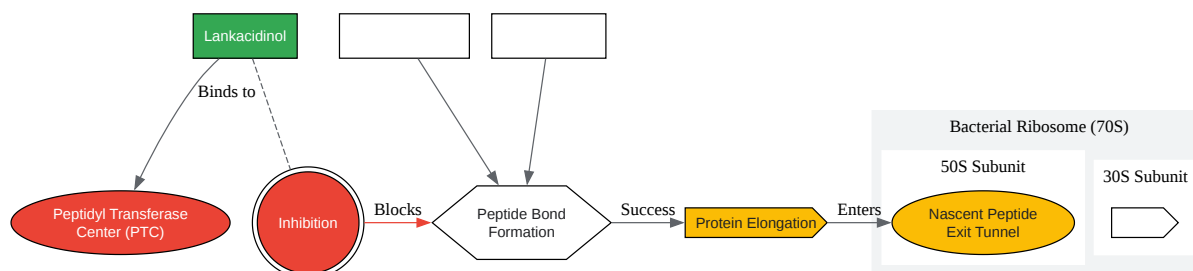 Lankacidinol
Binds to
Bacterial Ribosome (70S)
50S Subunit
30S Subunit
Peptidyl Transferase
Center (PTC)
Inhibition
Blocks
Peptide Bond
Formation
Success
Protein Elongation
Enters
Nascent Peptide
Exit Tunnel